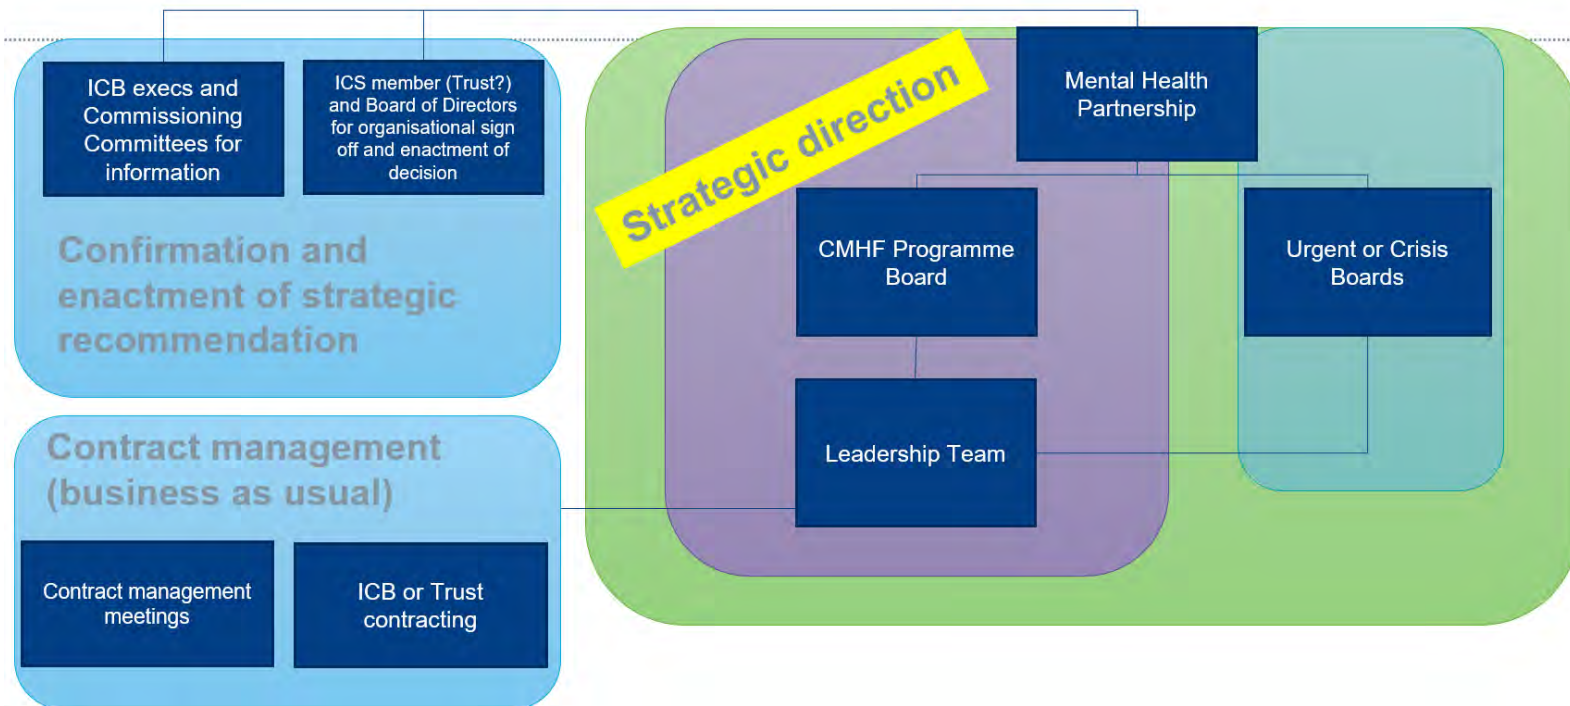 ICB execs and
Commissioning
Committees for
information
ICS member (Trust?)
and Board of Directors
for organisational sign
off and enactment of
decision
Confirmation and
enactment of strategic
recommendation
Contract management
(business as usual)
Contract management
meetings
ICB or Trust
contracting
Strategic direction
Mental Health
Partnership
CMHF Programme
Board
Urgent or Crisis
Boards
Leadership Team